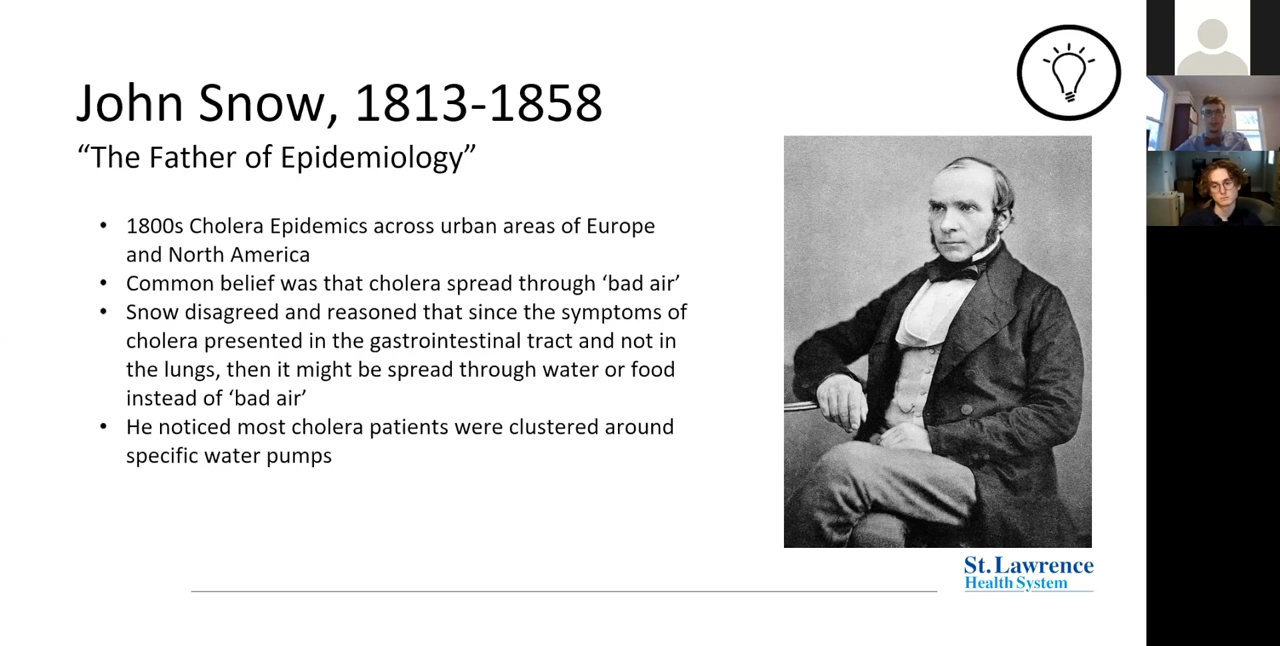 John Snow, 1813-1858
“The Father of Epidemiology”
• 1800s Cholera Epidemics across urban areas of Europe
and North America
• Common belief was that cholera spread through ‘bad air’
• Snow disagreed and reasoned that since the symptoms of
cholera presented in the gastrointestinal tract and not in
the lungs, then it might be spread through water or food
instead of ‘bad air’
• He noticed most cholera patients were clustered around
specific water pumps
St. Lawrence
Health System